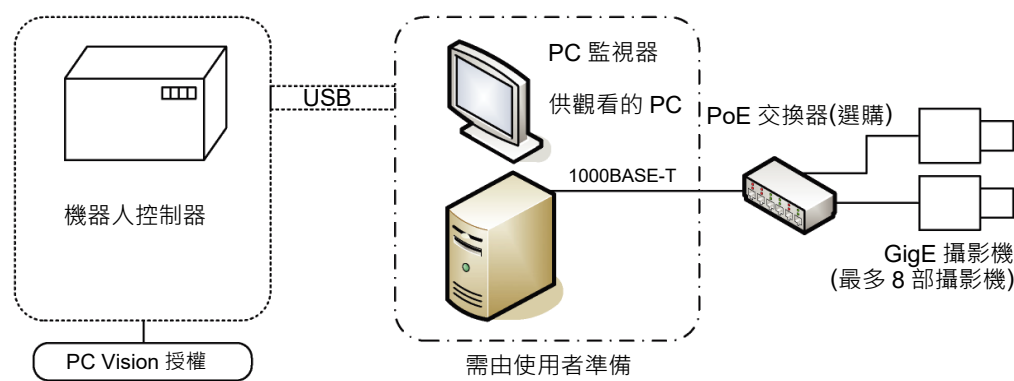 機器人控制器
PC Vision 授權
USB
PC 監視器
供觀看的 PC
1000BASE-T
需由使用者準備
PoE 交換器(選購)
GigE 攝影機
(最多 8 部攝影機)